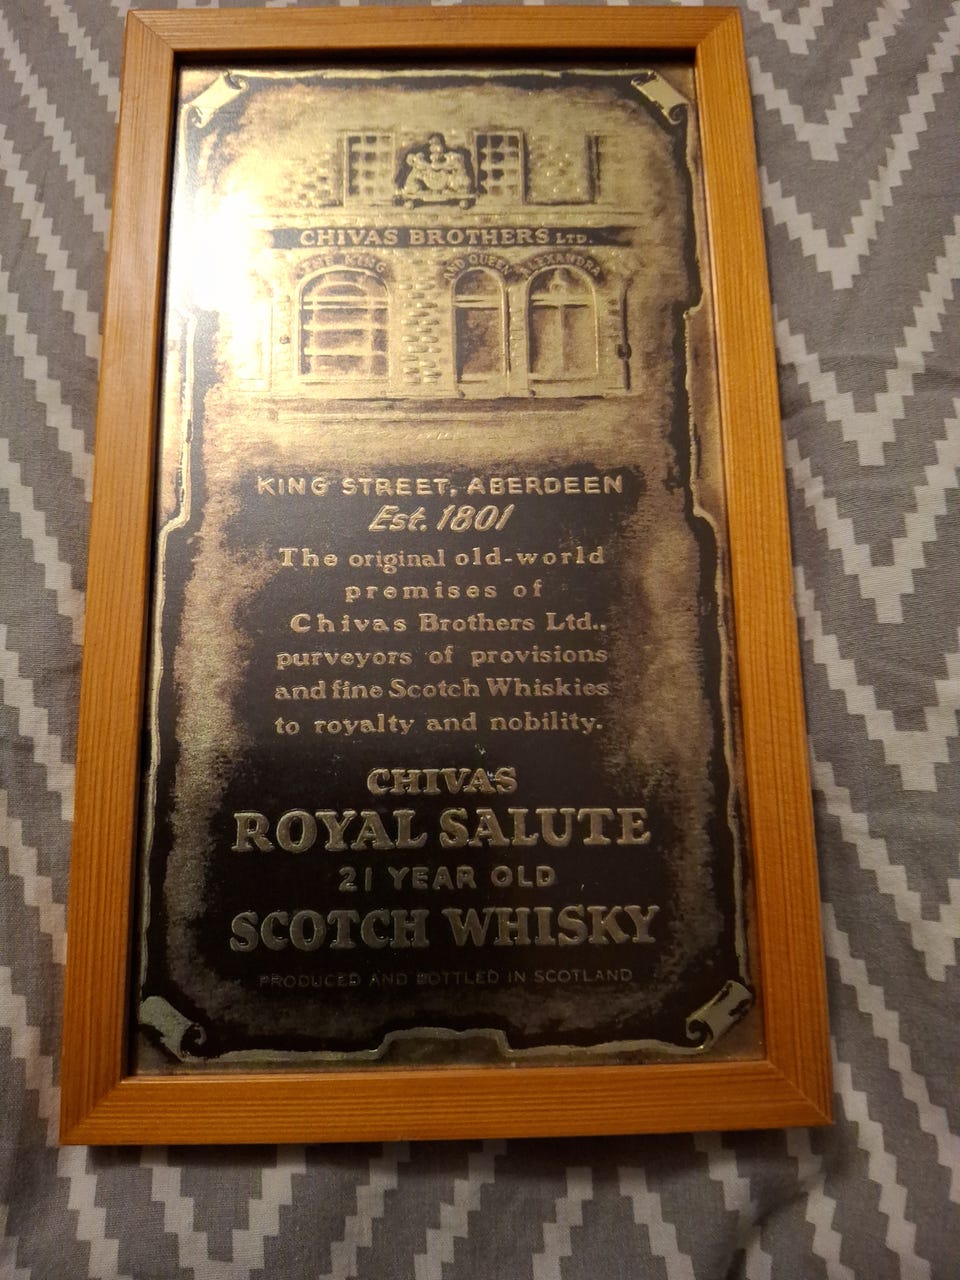 CHIVAS BROTHERS LTD.
THE KING AND QUEEN ALEXANDRA
KING STREET, ABERDEEN
Est. 1801
The original old-world
premises of
Chivas Brothers Ltd.,
purveyors of provisions
and fine Scotch Whiskies
to royalty and nobility.
CHIVAS
ROYAL SALUTE
21 YEAR OLD
SCOTCH WHISKY
PRODUCED AND BOTTLED IN SCOTLAND